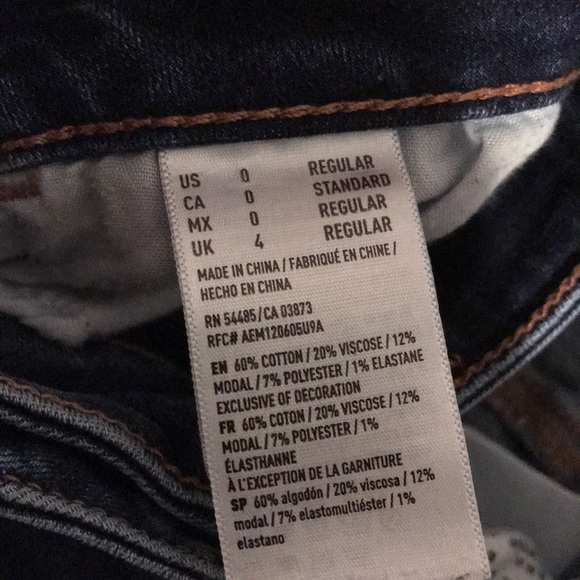 US 0 REGULAR
CA 0 STANDARD
MX 0 REGULAR
UK 4 REGULAR
MADE IN CHINA / FABRIQUÉ EN CHINE /
HECHO EN CHINA
RN 54485/CA 03873
RFC# AEM120605U9A
EN 60% COTTON / 20% VISCOSE / 12%
MODAL / 7% POLYESTER / 1% ELASTANE
EXCLUSIVE OF DECORATION
FR 60% COTON / 20% VISCOSE / 12%
MODAL / 7% POLYESTER / 1%
ÉLASTHANNE
À L'EXCEPTION DE LA GARNITURE
SP 60% algodón / 20% viscosa / 12%
modal / 7% elastomultiéster / 1%
elastano